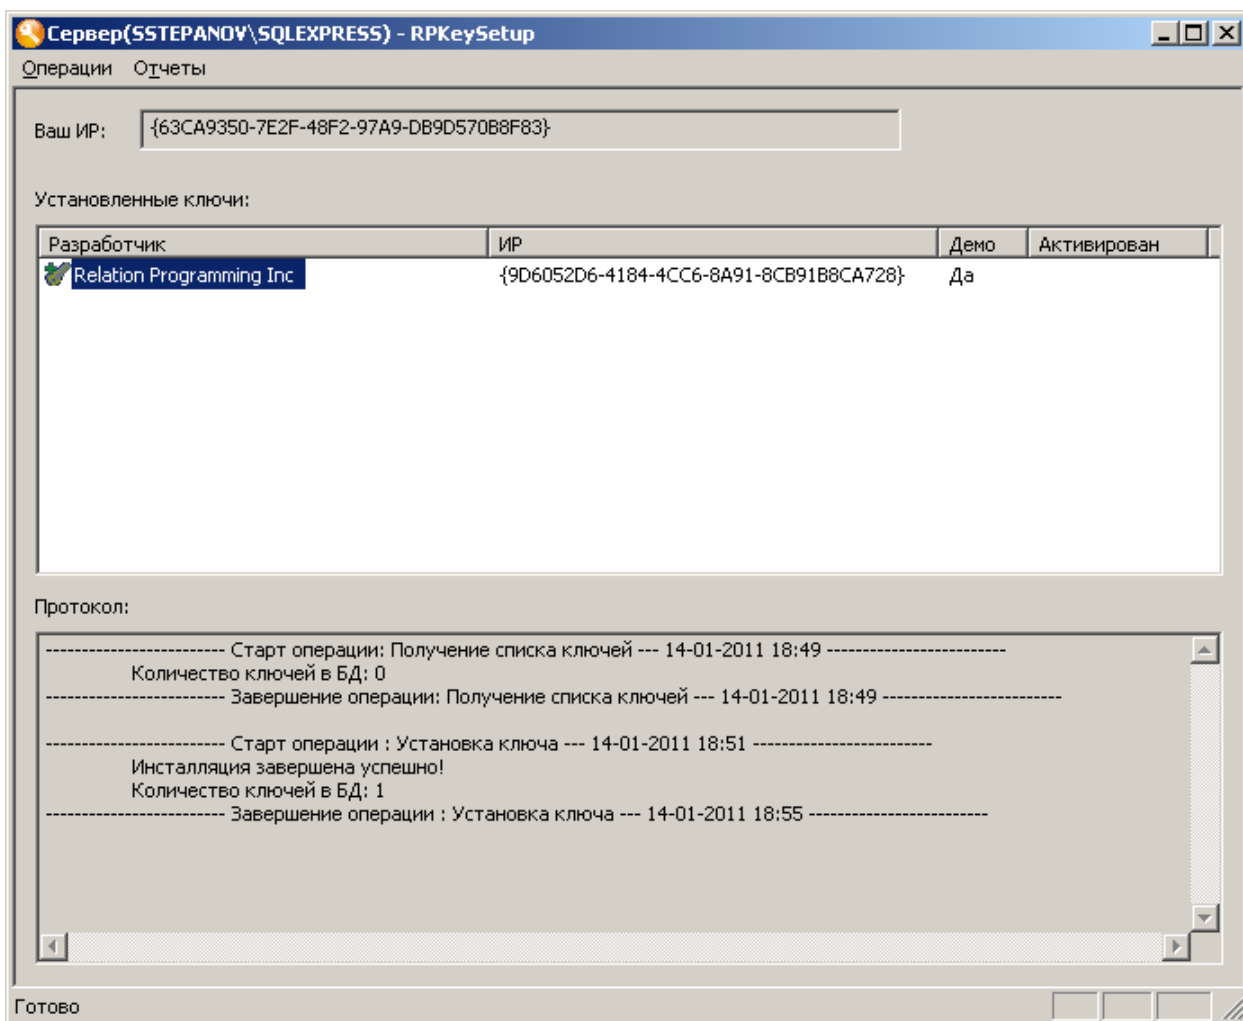 Сервер(SSTEPANOV\SQLEXPRESS) - RPKeySetup
Операции Отчеты
Ваш ИР: {63CA9350-7E2F-48F2-97A9-DB9D570B8F83}
Установленные ключи:
Разработчик ИР Демо Активирован
Relation Programming Inc {9D6052D6-4184-4CC6-8A91-8CB91B8CA728} Да
Протокол:
------------------------- Старт операции: Получение списка ключей --- 14-01-2011 18:49 -------------------------
Количество ключей в БД: 0
------------------------- Завершение операции: Получение списка ключей --- 14-01-2011 18:49 -------------------------
------------------------- Старт операции : Установка ключа --- 14-01-2011 18:51 -------------------------
Инсталляция завершена успешно!
Количество ключей в БД: 1
------------------------- Завершение операции : Установка ключа --- 14-01-2011 18:55 -------------------------
Готово